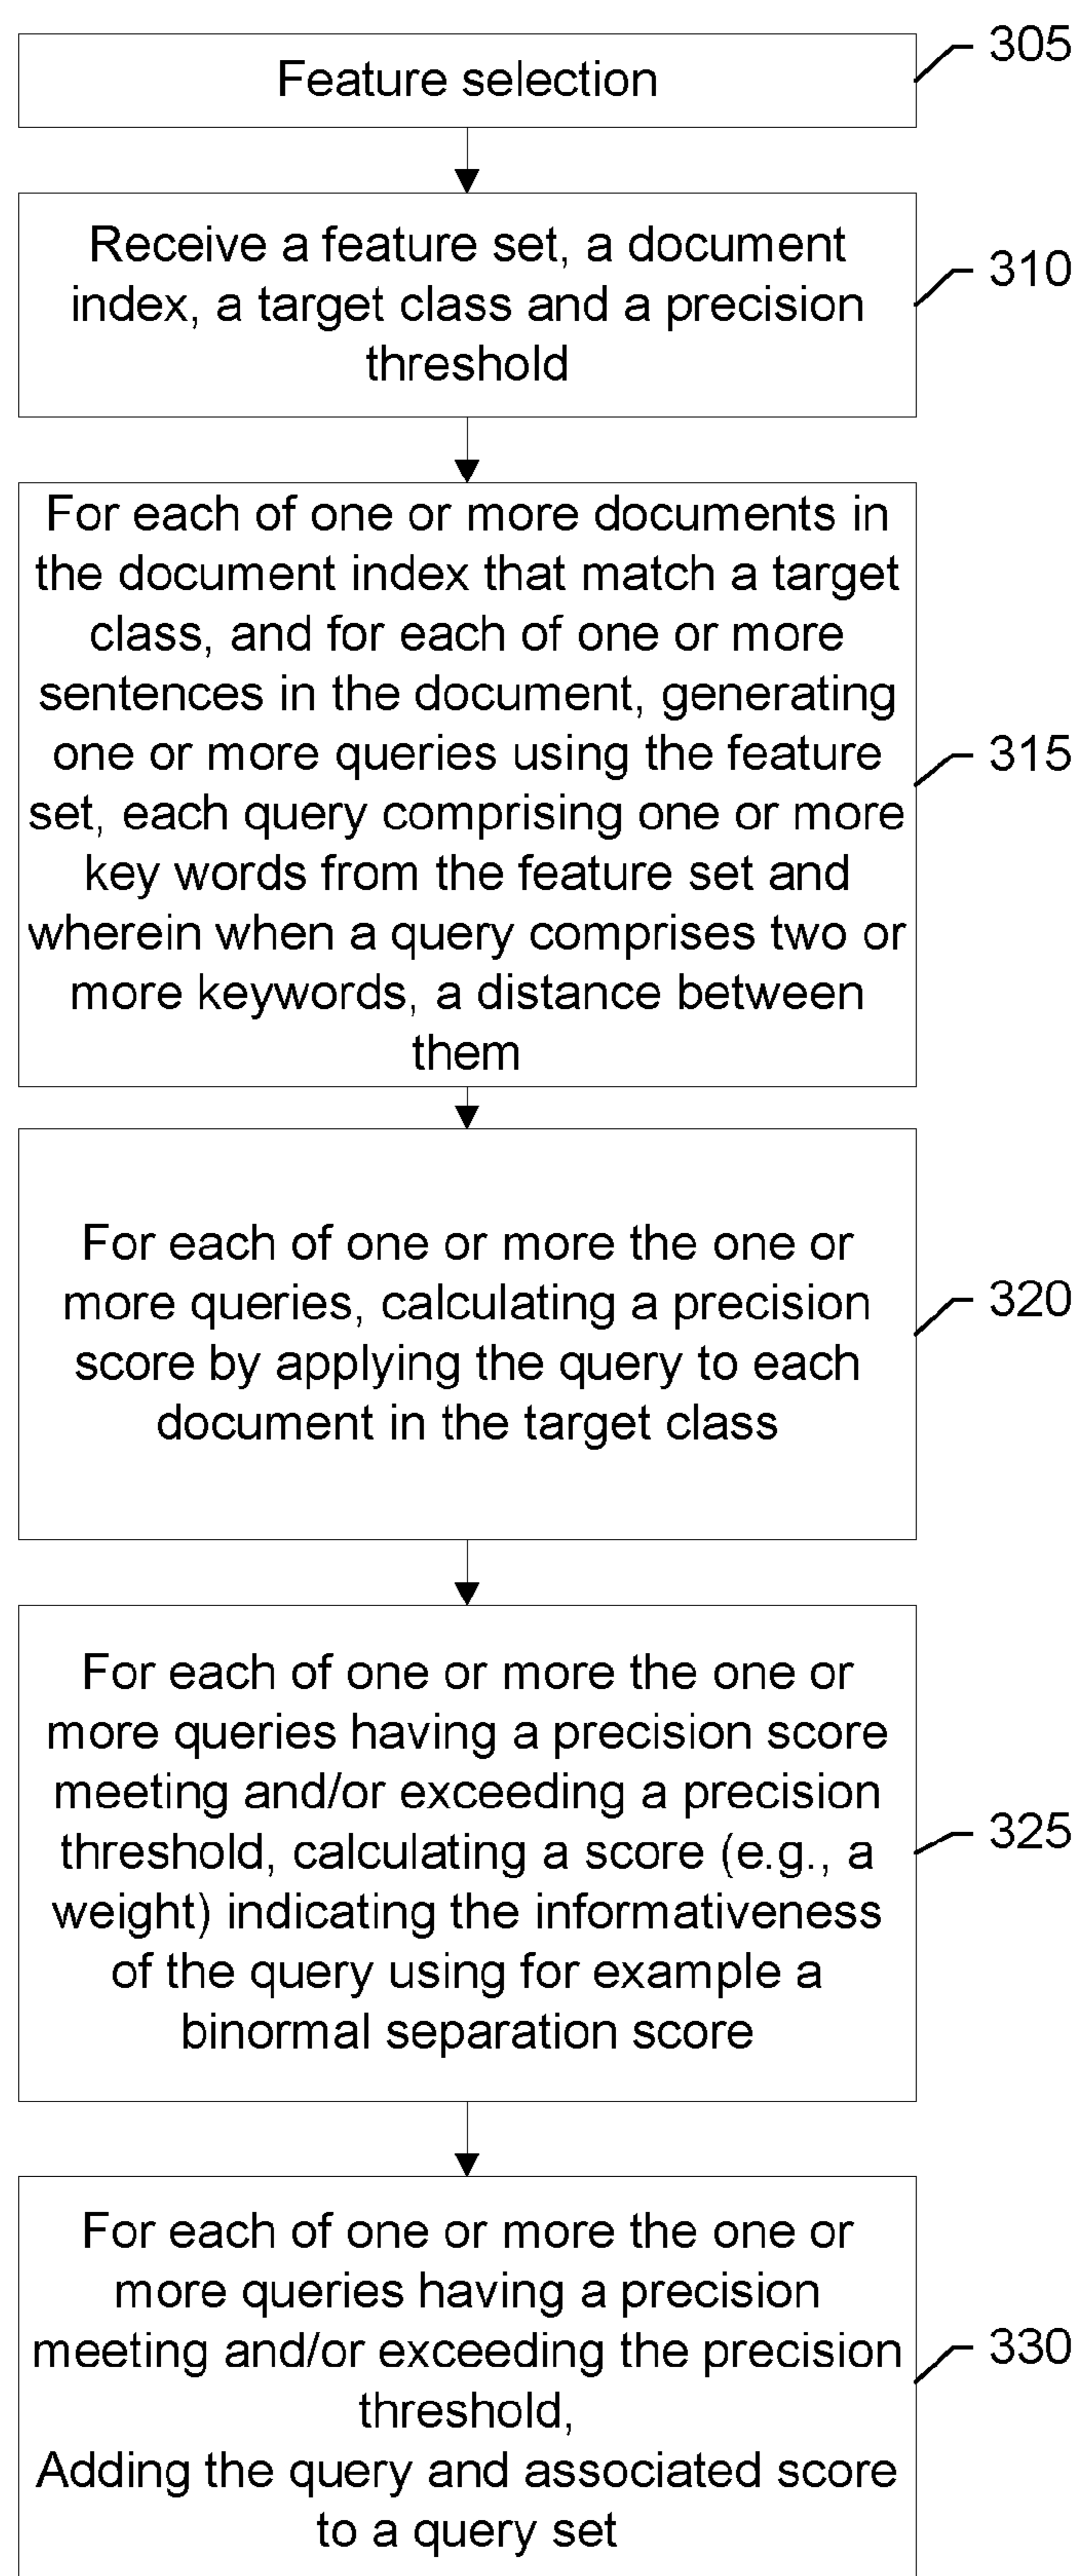 Feature selection
305
Receive a feature set, a document
index, a target class and a precision
threshold
310
For each of one or more documents in
the document index that match a target
class, and for each of one or more
sentences in the document, generating
one or more queries using the feature
set, each query comprising one or more
key words from the feature set and
wherein when a query comprises two or
more keywords, a distance between
them
315
For each of one or more the one or
more queries, calculating a precision
score by applying the query to each
document in the target class
320
For each of one or more the one or
more queries having a precision score
meeting and/or exceeding a precision
threshold, calculating a score (e.g., a
weight) indicating the informativeness
of the query using for example a
binormal separation score
325
For each of one or more the one or
more queries having a precision
meeting and/or exceeding the precision
threshold,
Adding the query and associated score
to a query set
330